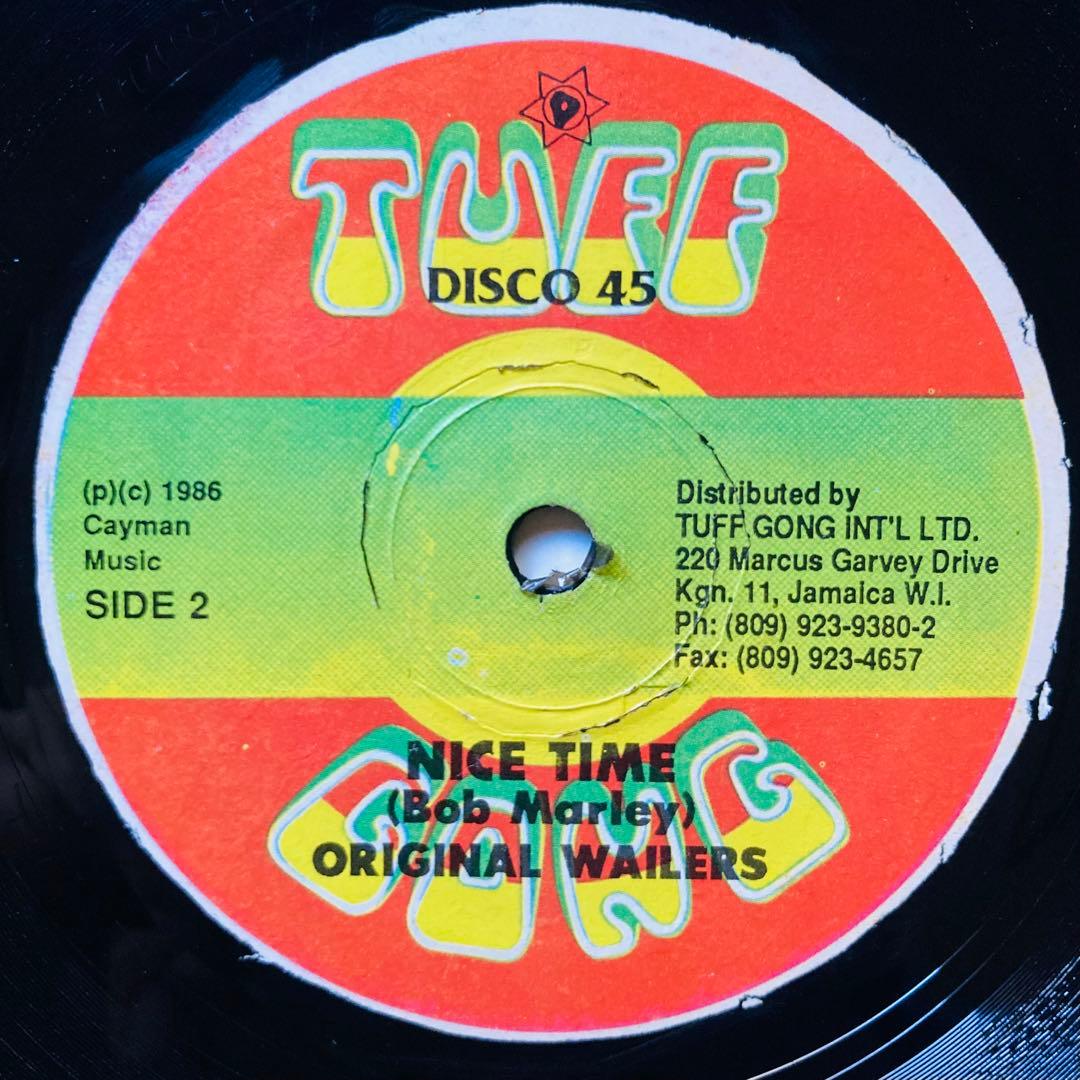 P
TUFF
DISCO 45
(p)(c) 1986
Cayman
Music
SIDE 2
Distributed by
TUFF GONG INT'L LTD.
220 Marcus Garvey Drive
Kgn. 11, Jamaica W.I.
Ph: (809) 923-9380-2
Fax: (809) 923-4657
NICE TIME
(Bob Marley)
GONG
ORIGINAL WAILERS